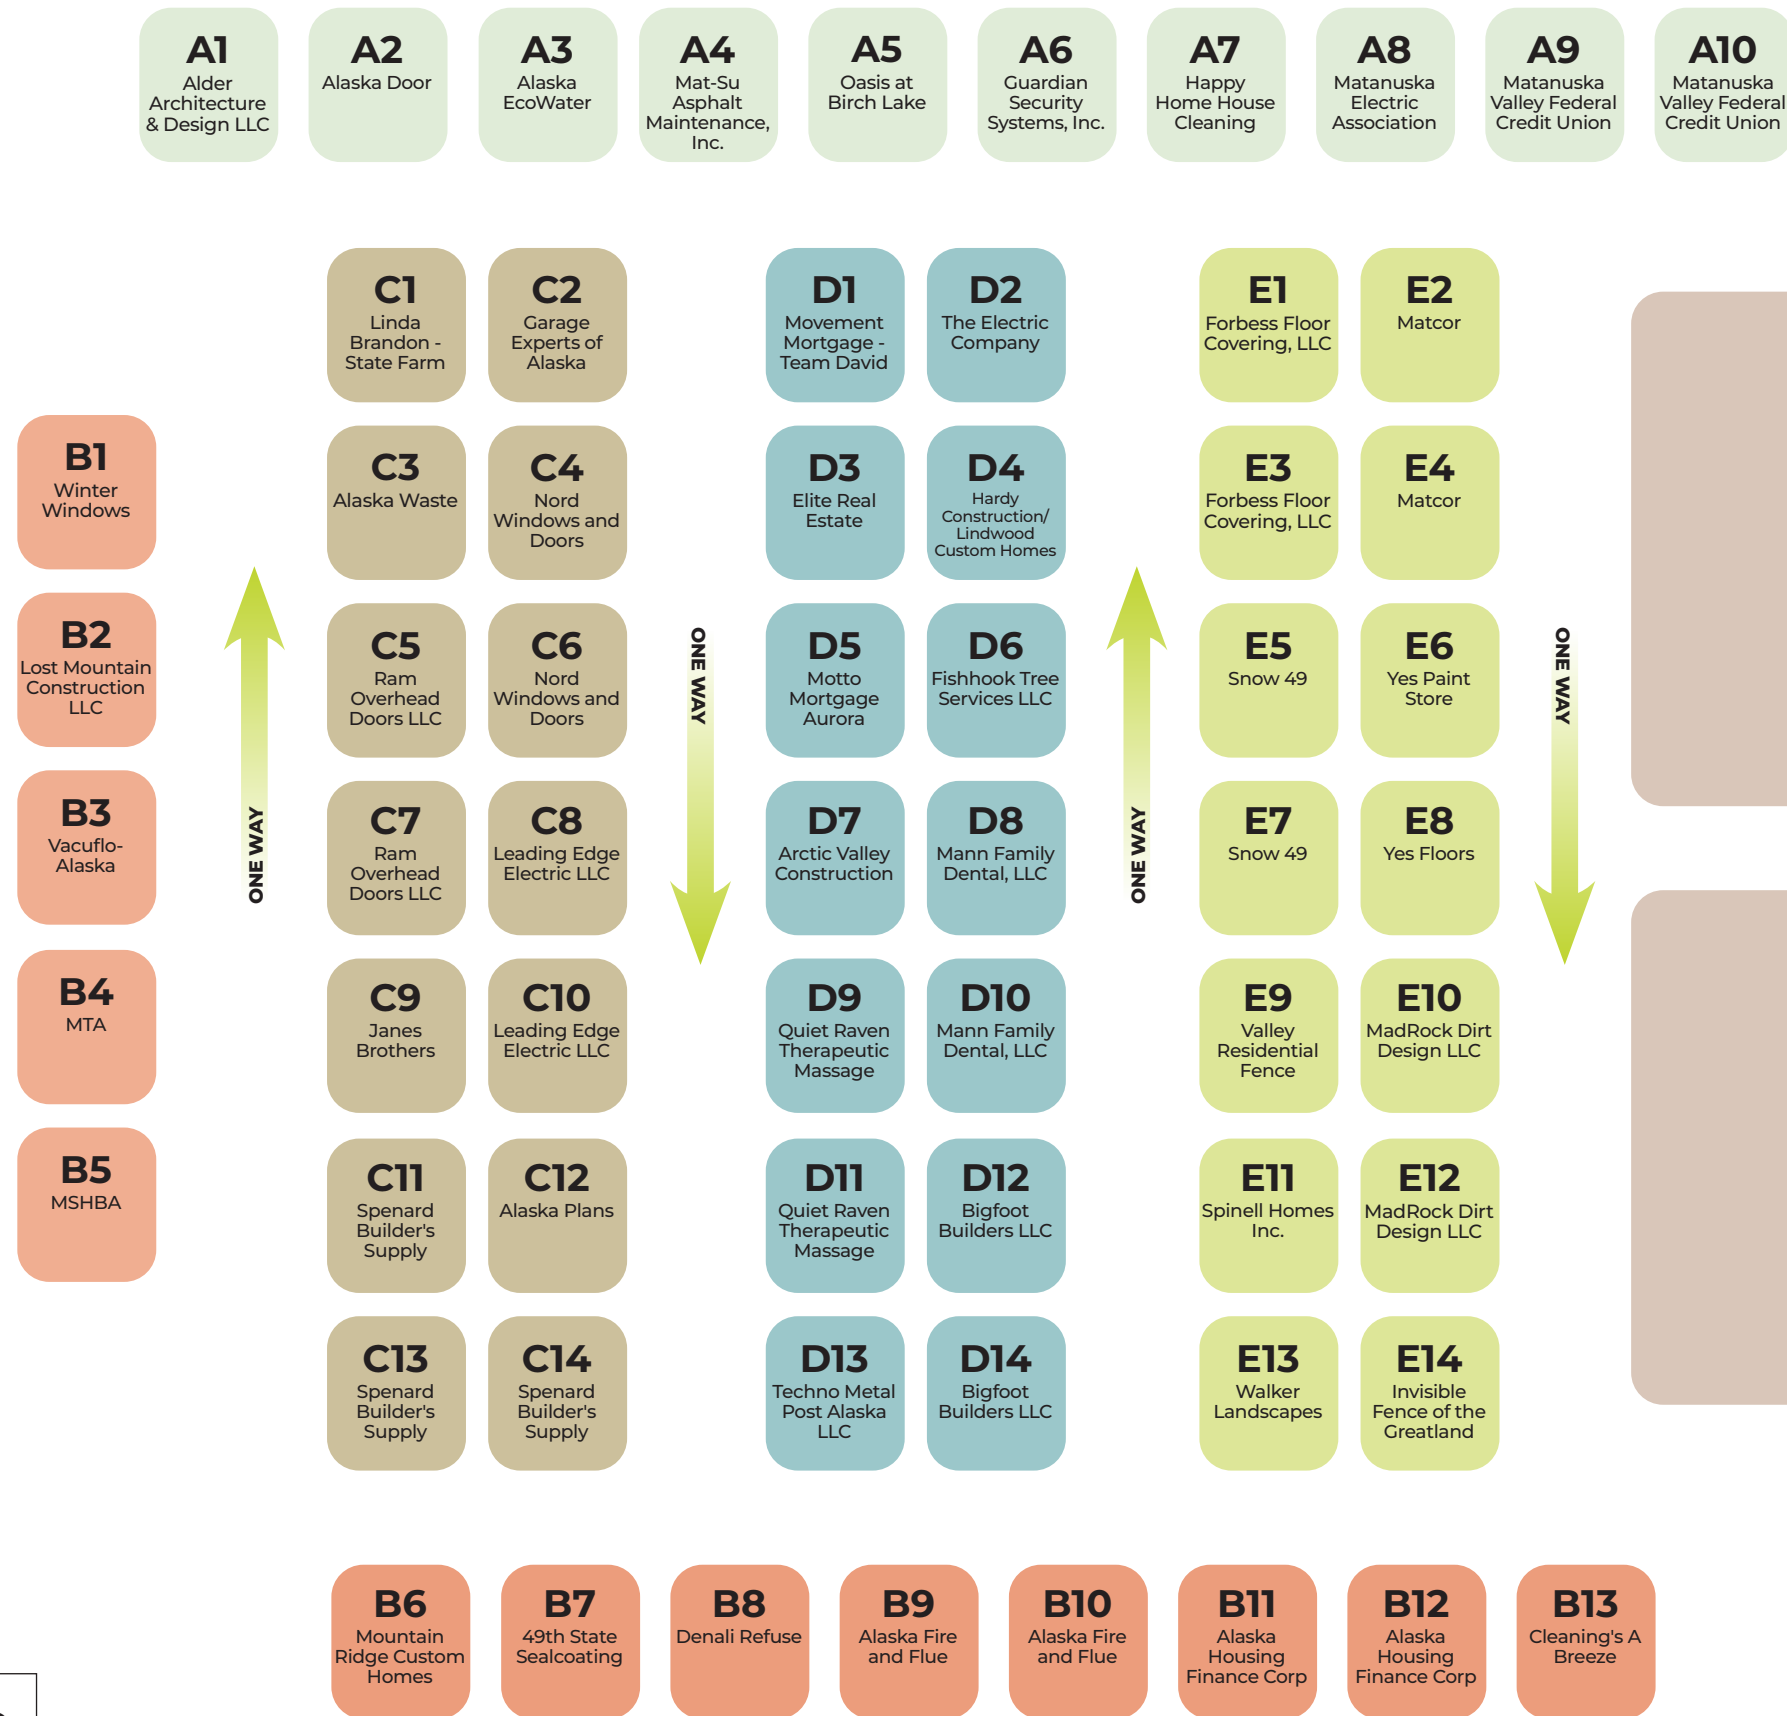 A1
Alder
Architecture
& Design LLC
A2
Alaska Door
A3
Alaska
EcoWater
A4
Mat-Su
Asphalt
Maintenance,
Inc.
A5
Oasis at
Birch Lake
A6
Guardian
Security
Systems, Inc.
A7
Happy
Home House
Cleaning
A8
Matanuska
Electric
Association
A9
Matanuska
Valley Federal
Credit Union
A10
Matanuska
Valley Federal
Credit Union
B1
Winter
Windows
B2
Lost Mountain
Construction
LLC
B3
Vacuflo-
Alaska
B4
MTA
B5
MSHBA
ONE WAY
C1
Linda
Brandon -
State Farm
C2
Garage
Experts of
Alaska
C3
Alaska Waste
C4
Nord
Windows and
Doors
C5
Ram
Overhead
Doors LLC
C6
Nord
Windows and
Doors
C7
Ram
Overhead
Doors LLC
C8
Leading Edge
Electric LLC
C9
Janes
Brothers
C10
Leading Edge
Electric LLC
C11
Spenard
Builder's
Supply
C12
Alaska Plans
C13
Spenard
Builder's
Supply
C14
Spenard
Builder's
Supply
ONE WAY
D1
Movement
Mortgage -
Team David
D2
The Electric
Company
D3
Elite Real
Estate
D4
Hardy
Construction/
Lindwood
Custom Homes
D5
Motto
Mortgage
Aurora
D6
Fishhook Tree
Services LLC
D7
Arctic Valley
Construction
D8
Mann Family
Dental, LLC
D9
Quiet Raven
Therapeutic
Massage
D10
Mann Family
Dental, LLC
D11
Quiet Raven
Therapeutic
Massage
D12
Bigfoot
Builders LLC
D13
Techno Metal
Post Alaska
LLC
D14
Bigfoot
Builders LLC
ONE WAY
E1
Forbess Floor
Covering, LLC
E2
Matcor
E3
Forbess Floor
Covering, LLC
E4
Matcor
E5
Snow 49
E6
Yes Paint
Store
E7
Snow 49
E8
Yes Floors
E9
Valley
Residential
Fence
E10
MadRock Dirt
Design LLC
E11
Spinell Homes
Inc.
E12
MadRock Dirt
Design LLC
E13
Walker
Landscapes
E14
Invisible
Fence of the
Greatland
ONE WAY
B6
Mountain
Ridge Custom
Homes
B7
49th State
Sealcoating
B8
Denali Refuse
B9
Alaska Fire
and Flue
B10
Alaska Fire
and Flue
B11
Alaska
Housing
Finance Corp
B12
Alaska
Housing
Finance Corp
B13
Cleaning's A
Breeze